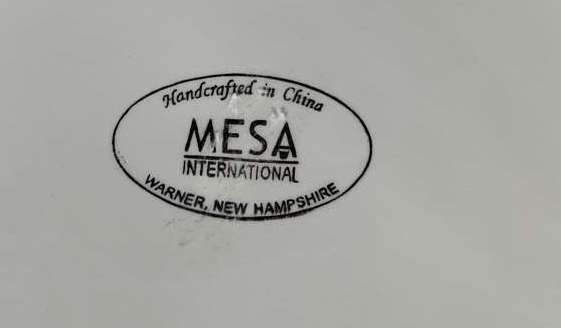 Handcrafted in China
MESA
INTERNATIONAL
WARNER, NEW HAMPSHIRE